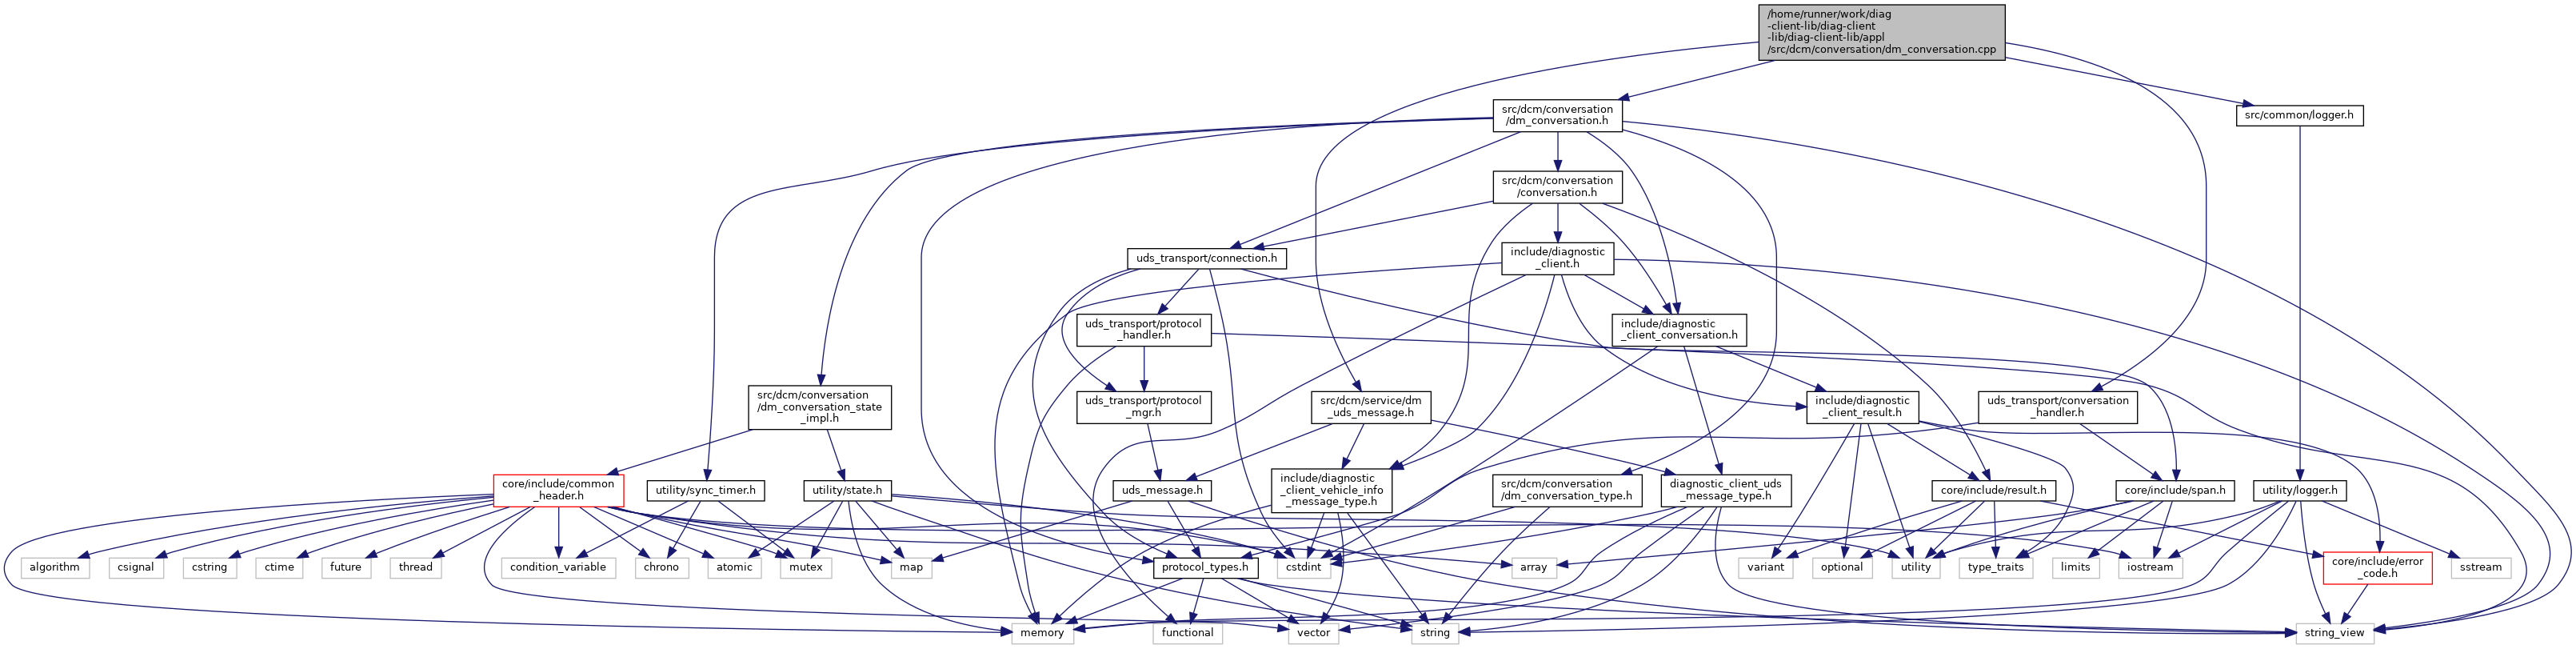 /home/runner/work/diag
-client-lib/diag-client
-lib/diag-client-lib/appl
/src/dcm/conversation/dm_conversation.cpp
src/dcm/conversation
/dm_conversation.h
src/common/logger.h
src/dcm/conversation
/conversation.h
uds_transport/connection.h
include/diagnostic
_client.h
uds_transport/protocol
_handler.h
include/diagnostic
_client_conversation.h
src/dcm/conversation
/dm_conversation_state
_impl.h
uds_transport/protocol
_mgr.h
src/dcm/service/dm
_uds_message.h
include/diagnostic
_client_result.h
uds_transport/conversation
_handler.h
core/include/common
_header.h
utility/sync_timer.h
utility/state.h
uds_message.h
include/diagnostic
_client_vehicle_info
_message_type.h
src/dcm/conversation
/dm_conversation_type.h
diagnostic_client_uds
_message_type.h
core/include/result.h
core/include/span.h
utility/logger.h
algorithm
csignal
cstring
ctime
future
thread
condition_variable
chrono
atomic
mutex
map
protocol_types.h
cstdint
array
variant
optional
utility
type_traits
limits
iostream
core/include/error
_code.h
sstream
memory
functional
vector
string
string_view